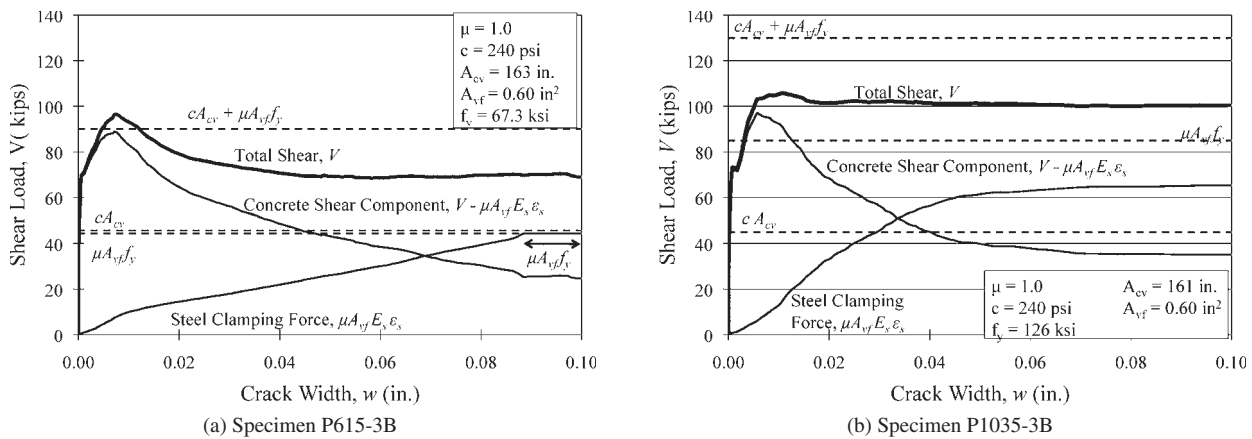 140
120
100
80
60
40
20
0
Shear Load, V( kips)
μ = 1.0
c = 240 psi
A_cv = 163 in.
A_vf = 0.60 in²
f_y = 67.3 ksi
cA_cv + μA_vf f_y
Total Shear, V
Concrete Shear Component, V - μA_vf E_s ε_s
cA_cv
μA_vf f_y
μA_vf f_y
Steel Clamping Force, μA_vf E_s ε_s
0.00 0.02 0.04 0.06 0.08 0.10
Crack Width, w (in.)
(a) Specimen P615-3B
140
120
100
80
60
40
20
0
Shear Load, V (kips)
cA_cv + μA_vf f_y
Total Shear, V
μA_vf f_y
Concrete Shear Component, V - μA_vf E_s ε_s
c A_cv
Steel Clamping
Force, μA_vf E_s ε_s
μ = 1.0 A_cv = 161 in.
c = 240 psi A_vf = 0.60 in²
f_y = 126 ksi
0.00 0.02 0.04 0.06 0.08 0.10
Crack Width, w (in.)
(b) Specimen P1035-3B